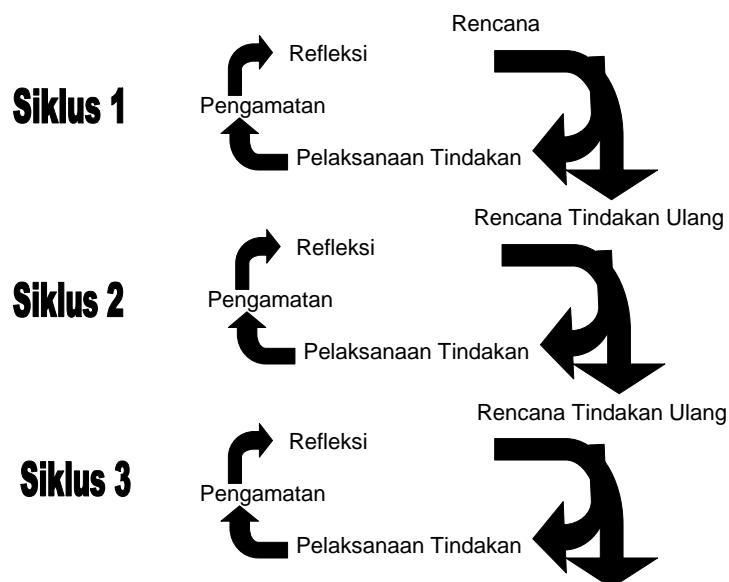 Rencana
Refleksi
Siklus 1
Pengamatan
Pelaksanaan Tindakan
Rencana Tindakan Ulang
Refleksi
Siklus 2
Pengamatan
Pelaksanaan Tindakan
Rencana Tindakan Ulang
Refleksi
Siklus 3
Pengamatan
Pelaksanaan Tindakan